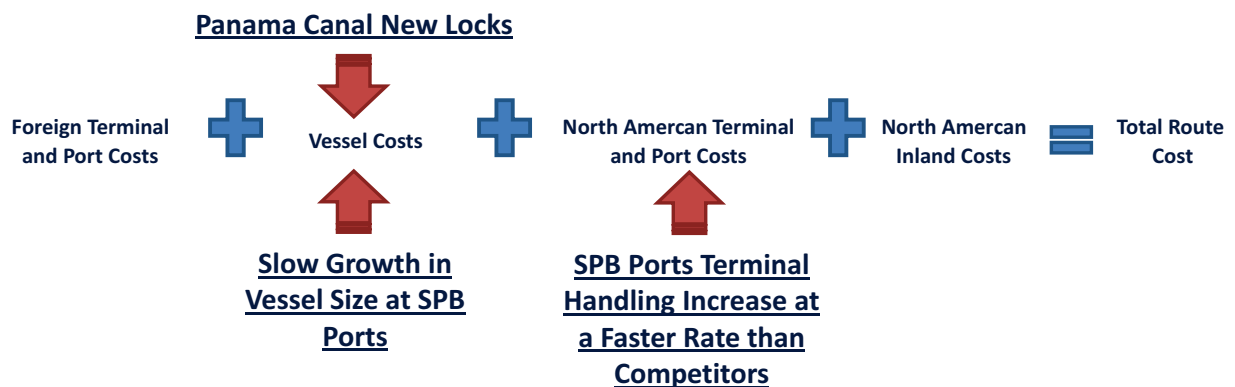 Panama Canal New Locks
Foreign Terminal
and Port Costs
Vessel Costs
North Amercan Terminal
and Port Costs
North Amercan
Inland Costs
Total Route
Cost
Slow Growth in
Vessel Size at SPB
Ports
SPB Ports Terminal
Handling Increase at
a Faster Rate than
Competitors